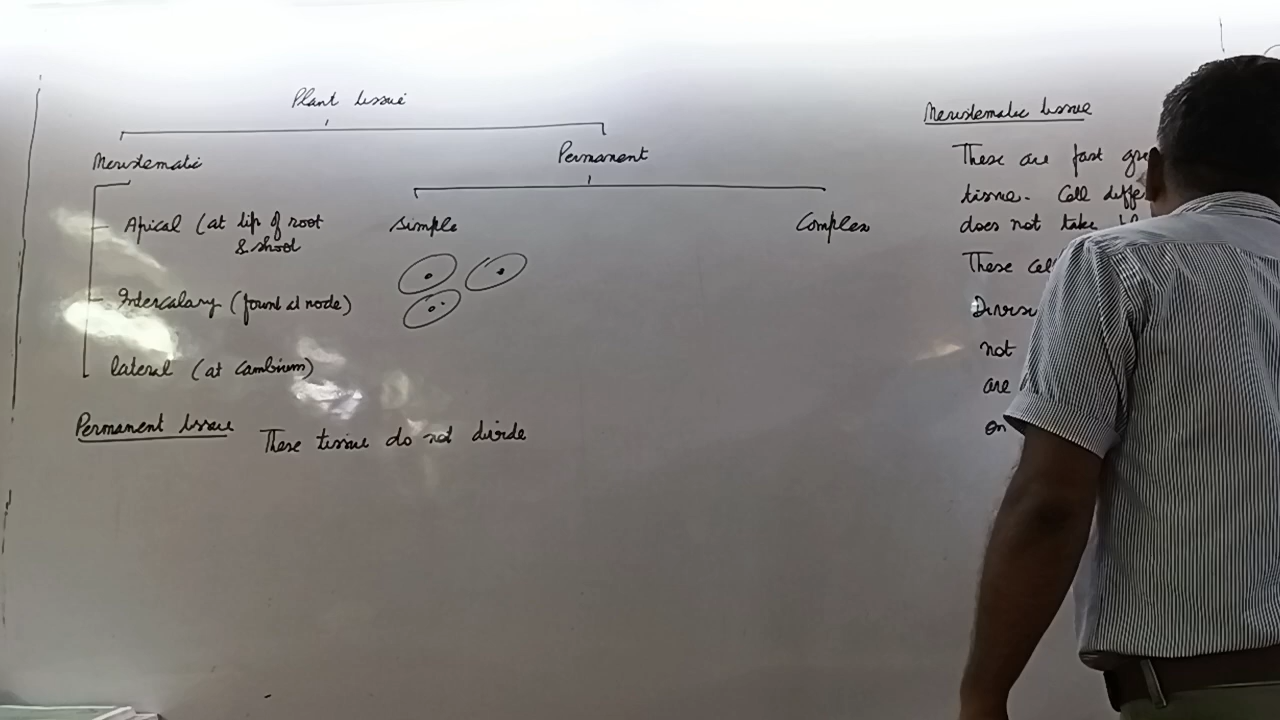 Plant tissue
Meristematic
Permanent
Apical (at tip of root
& shoot
Simple
Complex
Intercalary (found at node)
lateral (at Cambium)
Permanent tissue
These tissue do not divide
Meristematic tissue
These are fast
tissue. Cell
does not take
These
not
are
on